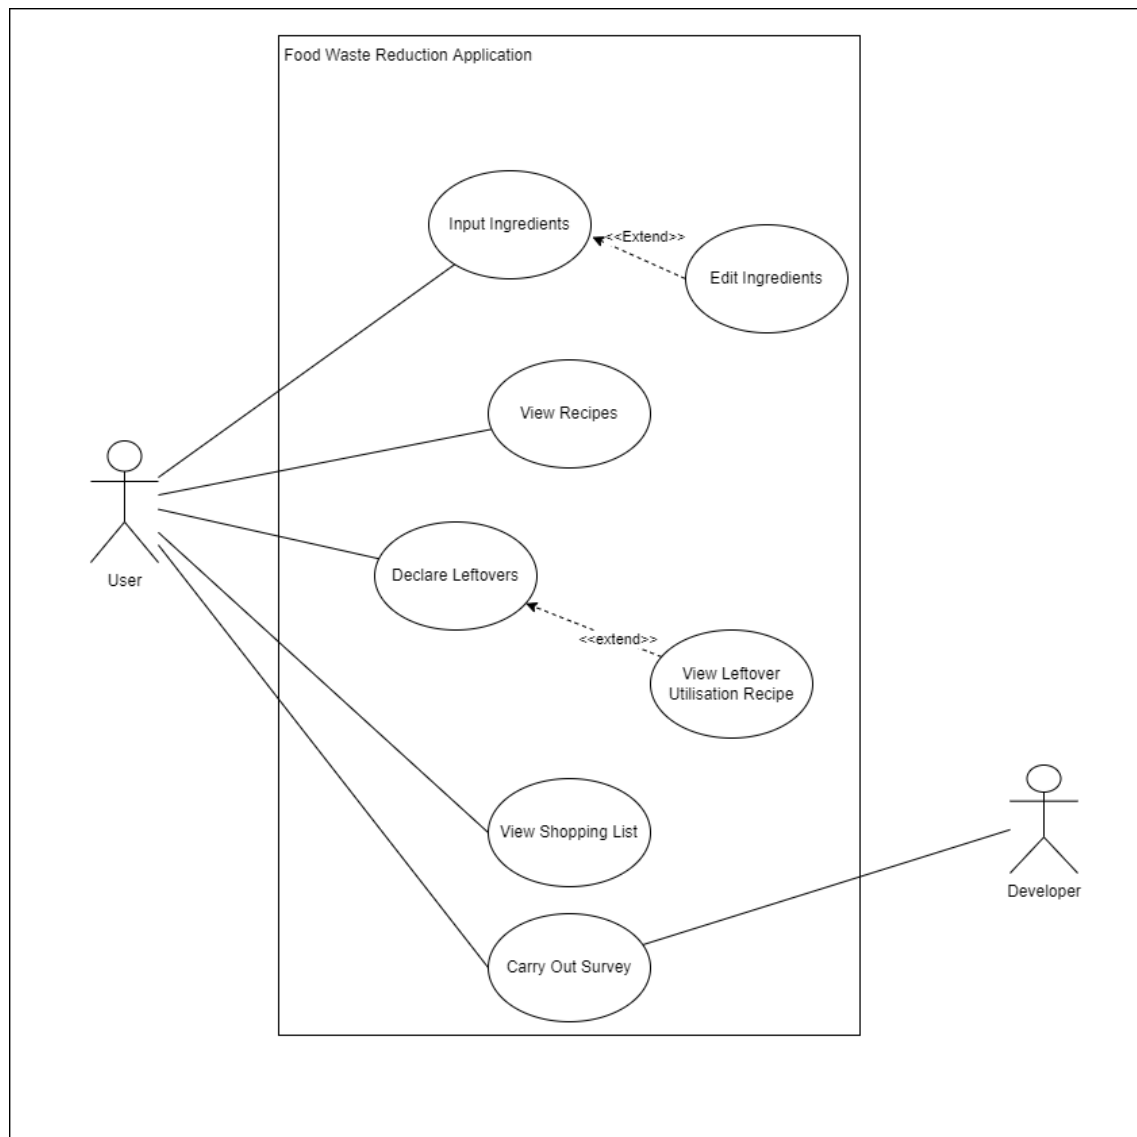 Food Waste Reduction Application
Input Ingredients
<<Extend>>
Edit Ingredients
View Recipes
User
Declare Leftovers
<<extend>>
View Leftover
Utilisation Recipe
View Shopping List
Developer
Carry Out Survey